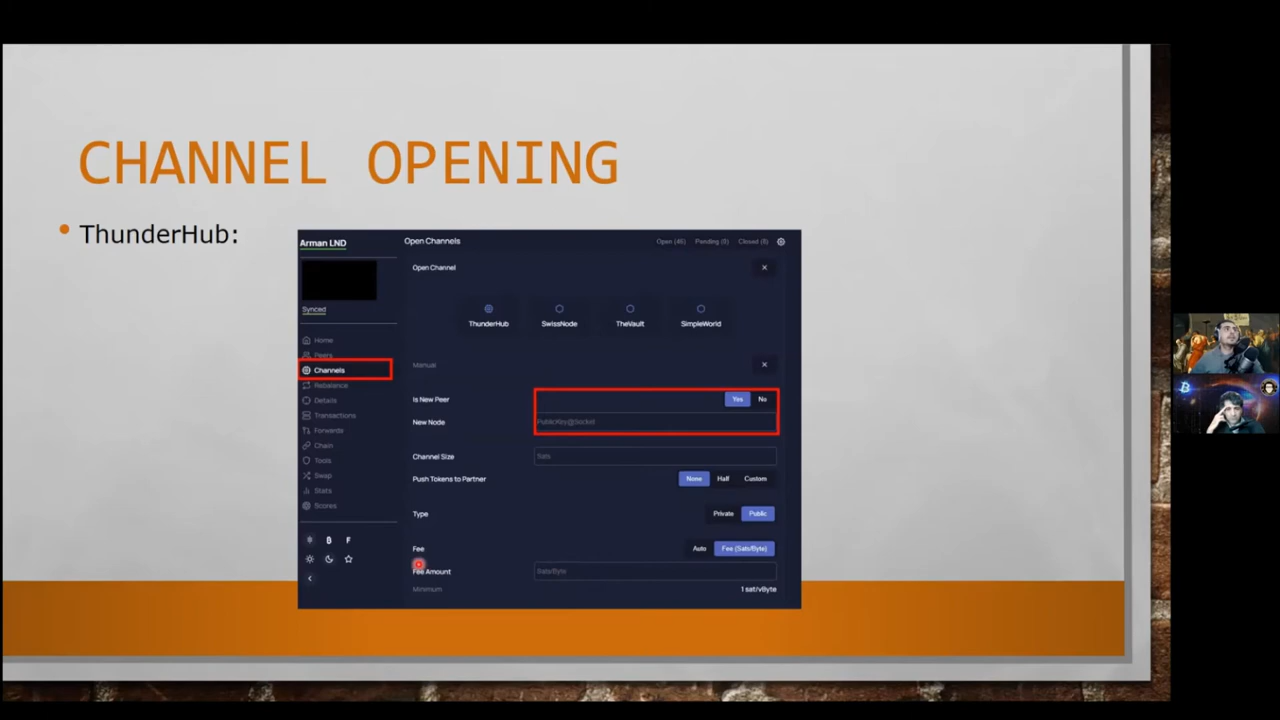 CHANNEL OPENING
• ThunderHub:
Arman LND
Synced
Home
Peers
Channels
Rebalance
Details
Transactions
Forwards
Chain
Tools
Swap
Stats
Scores
B F
Open Channels
Open (46) Pending (0) Closed (8)
Open Channel
ThunderHub SwissNode TheVault SimpleWorld
Manual
Is New Peer Yes No
New Node PublicKey@Socket
Channel Size Sats
Push Tokens to Partner None Half Custom
Type Private Public
Fee Auto Fee (Sats/Byte)
Fee Amount Sats/Byte
Minimum 1 sat/vByte